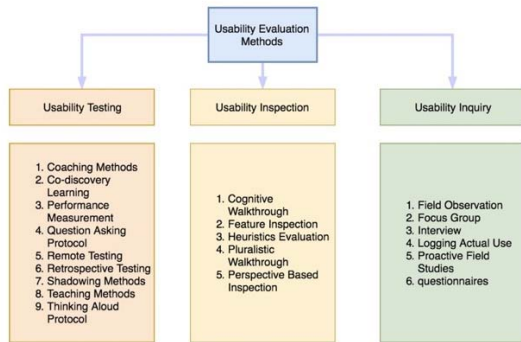 Usability Evaluation
Methods
Usability Testing
Usability Inspection
Usability Inquiry
1. Coaching Methods
2. Co-discovery
Learning
3. Performance
Measurement
4. Question Asking
Protocol
5. Remote Testing
6. Retrospective Testing
7. Shadowing Methods
8. Teaching Methods
9. Thinking Aloud
Protocol
1. Cognitive
Walkthrough
2. Feature Inspection
3. Heuristics Evaluation
4. Pluralistic
Walkthrough
5. Perspective Based
Inspection
1. Field Observation
2. Focus Group
3. Interview
4. Logging Actual Use
5. Proactive Field
Studies
6. questionnaires